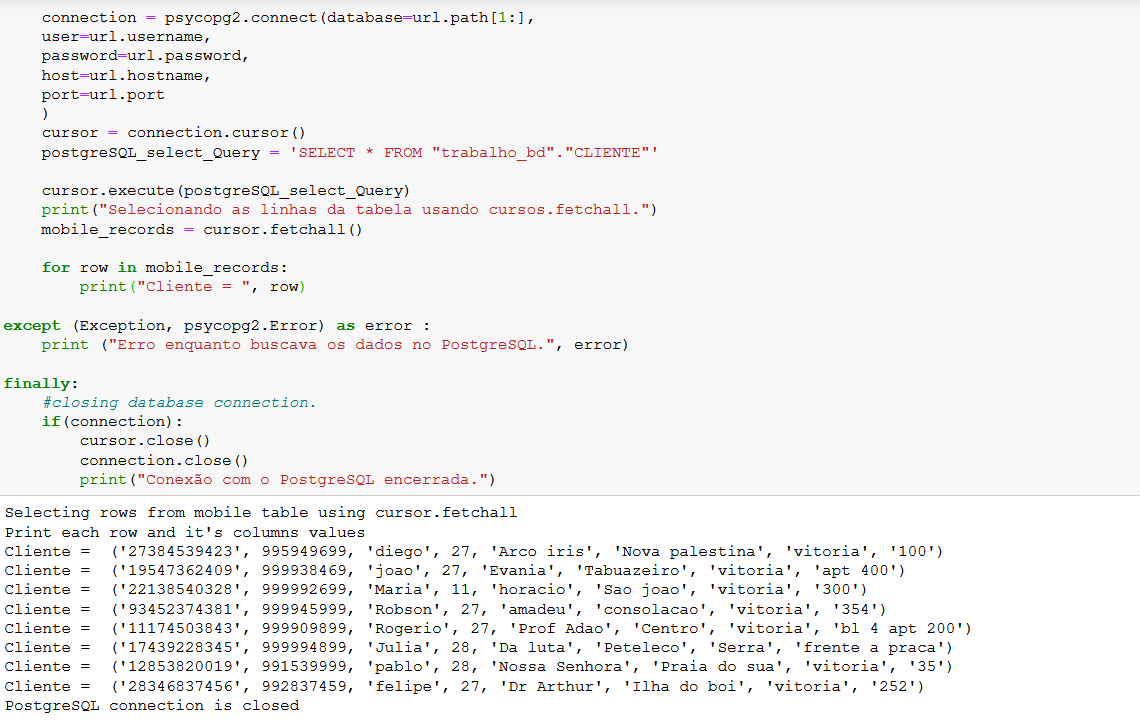 connection = psycopg2.connect(database=url.path[1:],
user=url.username,
password=url.password,
host=url.hostname,
port=url.port
)
cursor = connection.cursor()
postgreSQL_select_Query = 'SELECT * FROM "trabalho_bd"."CLIENTE"'
cursor.execute(postgreSQL_select_Query)
print("Selecionando as linhas da tabela usando cursos.fetchall.")
mobile_records = cursor.fetchall()
for row in mobile_records:
print("Cliente = ", row)
except (Exception, psycopg2.Error) as error :
print ("Erro enquanto buscava os dados no PostgreSQL.", error)
finally:
#closing database connection.
if(connection):
cursor.close()
connection.close()
print("Conexão com o PostgreSQL encerrada.")
Selecting rows from mobile table using cursor.fetchall
Print each row and it's columns values
Cliente =  ('27384539423', 995949699, 'diego', 27, 'Arco iris', 'Nova palestina', 'vitoria', '100')
Cliente =  ('19547362409', 999938469, 'joao', 27, 'Evania', 'Tabuazeiro', 'vitoria', 'apt 400')
Cliente =  ('22138540328', 999992699, 'Maria', 11, 'horacio', 'Sao joao', 'vitoria', '300')
Cliente =  ('93452374381', 999945999, 'Robson', 27, 'amadeu', 'consolacao', 'vitoria', '354')
Cliente =  ('11174503843', 999909899, 'Rogerio', 27, 'Prof Adao', 'Centro', 'vitoria', 'bl 4 apt 200')
Cliente =  ('17439228345', 999994899, 'Julia', 28, 'Da luta', 'Peteleco', 'Serra', 'frente a praca')
Cliente =  ('12853820019', 991539999, 'pablo', 28, 'Nossa Senhora', 'Praia do sua', 'vitoria', '35')
Cliente =  ('28346837456', 992837459, 'felipe', 27, 'Dr Arthur', 'Ilha do boi', 'vitoria', '252')
PostgreSQL connection is closed